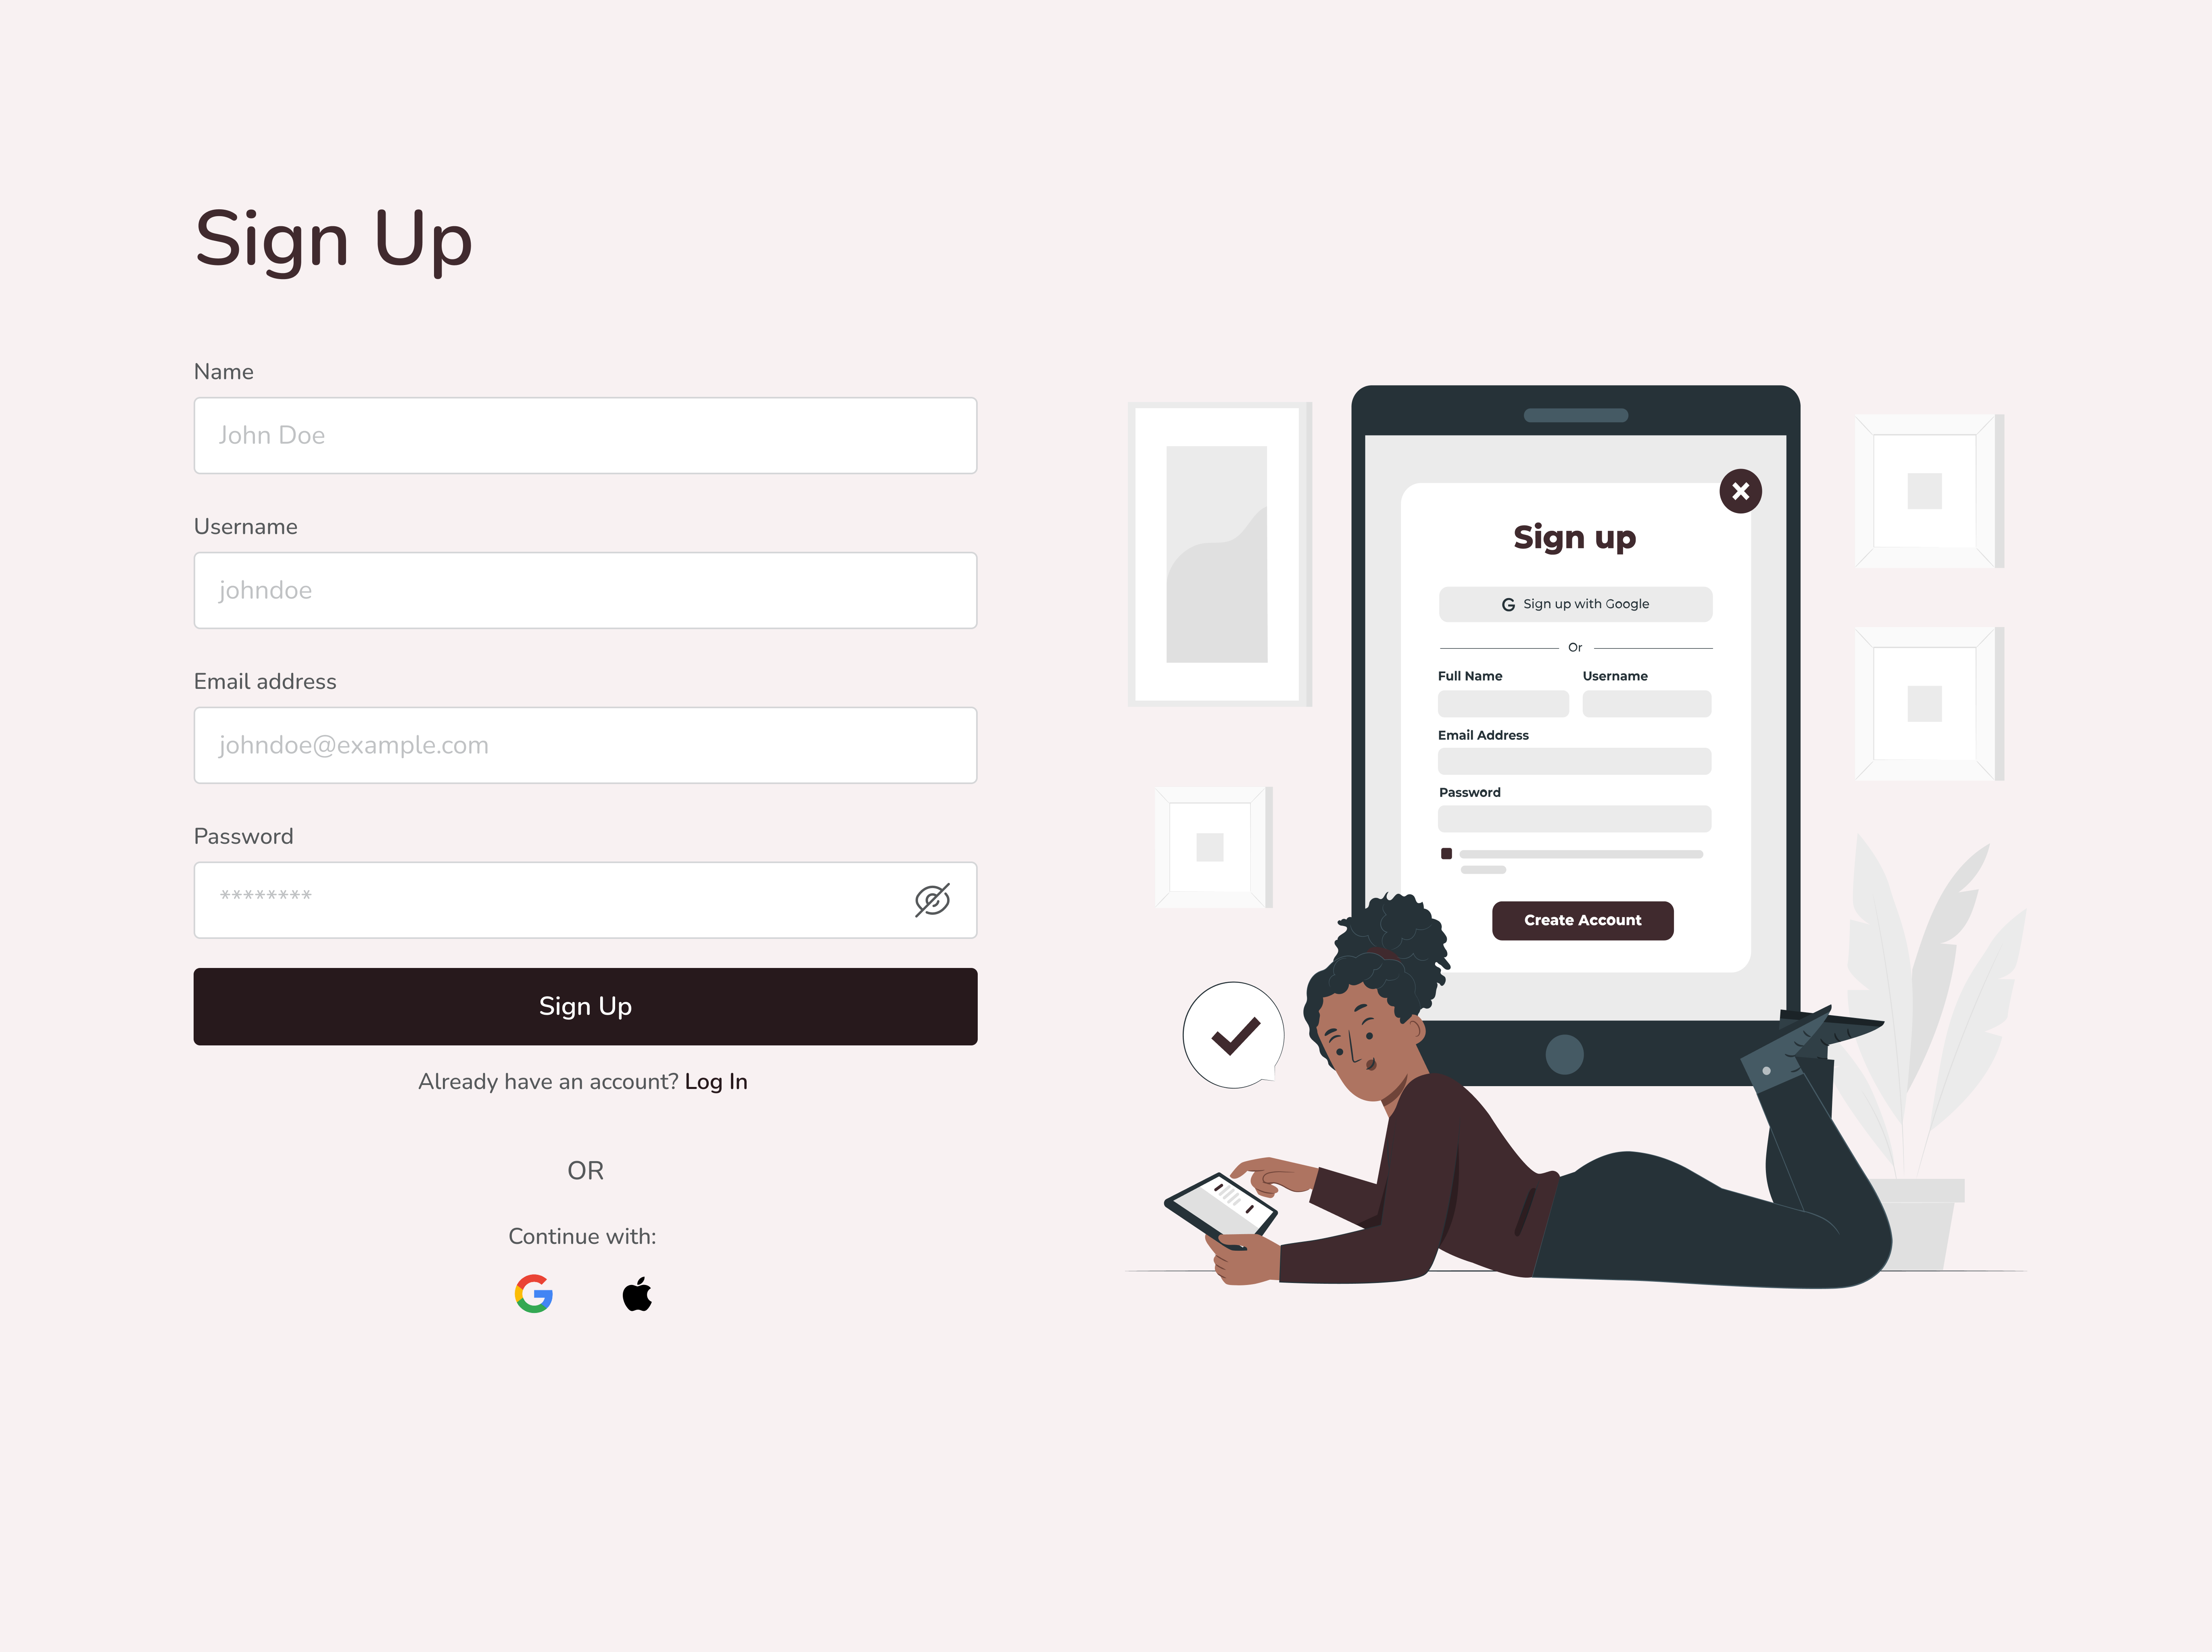 Sign Up
Name
John Doe
Username
johndoe
Email address
johndoe@example.com
Password
********
Sign Up
Already have an account? Log In
OR
Continue with:
Sign up
G Sign up with Google
Or
Full Name Username
Email Address
Password
Create Account